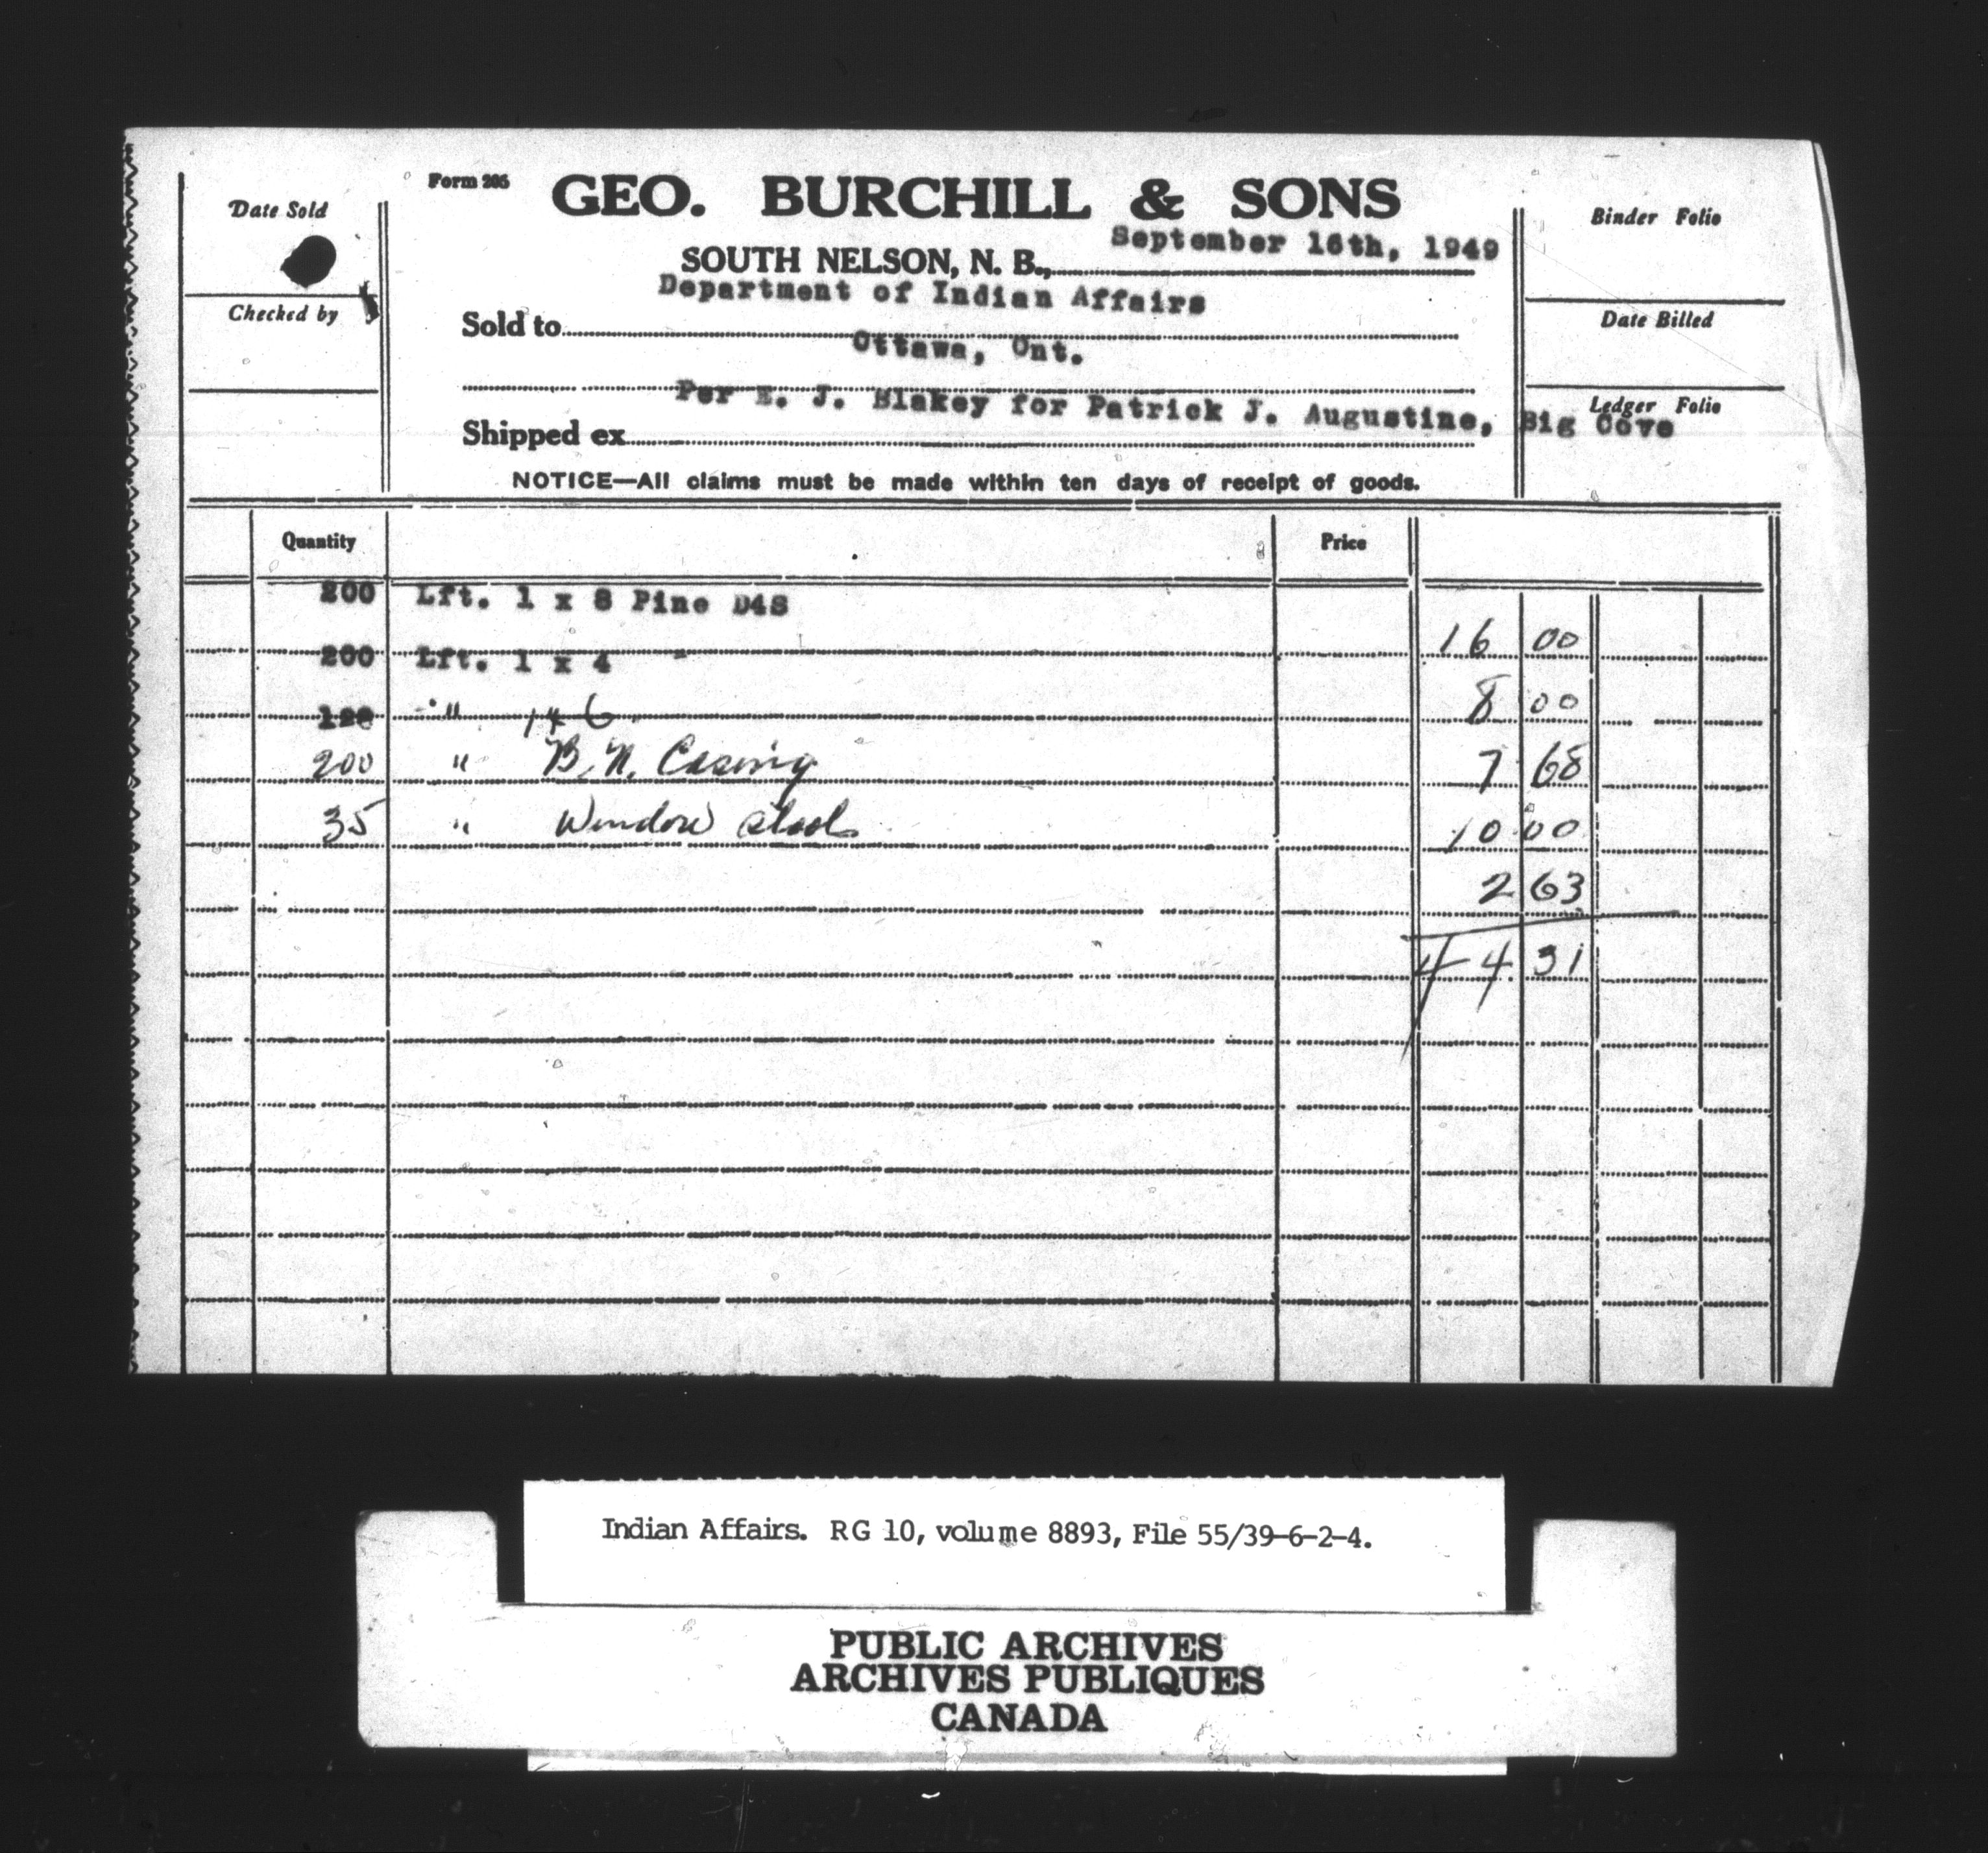 Form 205 GEO. BURCHILL & SONS
Date Sold
Binder Folio
SOUTH NELSON, N. B., September 16th, 1949
Department of Indian Affairs
Checked by
Sold to
Date Billed
Ottawa, Ont.
Per E. J. Blakey for Patrick J. Augustine, Big Cove
Ledger Folio
Shipped ex
NOTICE—All claims must be made within ten days of receipt of goods.
Quantity Price
200 Lft. 1 x 8 Pine D4S 16 00
200 Lft. 1 x 4 " 8 00
128 " 1 x 6 7 68
200 " B.N. Casing 10 00
35 " Window stool 2 63
44 31
Indian Affairs. RG 10, volume 8893, File 55/39-6-2-4.
PUBLIC ARCHIVES
ARCHIVES PUBLIQUES
CANADA